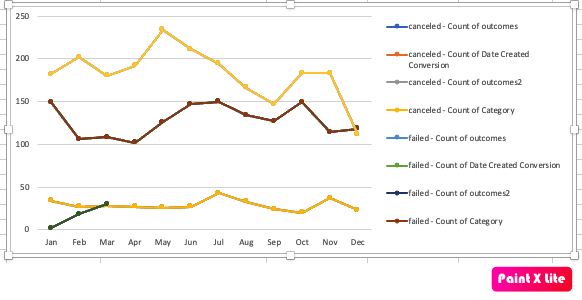 250
200
150
100
50
0
Jan Feb Mar Apr May Jun Jul Aug Sep Oct Nov Dec
canceled - Count of outcomes
canceled - Count of Date Created
Conversion
canceled - Count of outcomes2
canceled - Count of Category
failed - Count of outcomes
failed - Count of Date Created Conversion
failed - Count of outcomes2
failed - Count of Category
Paint X Lite